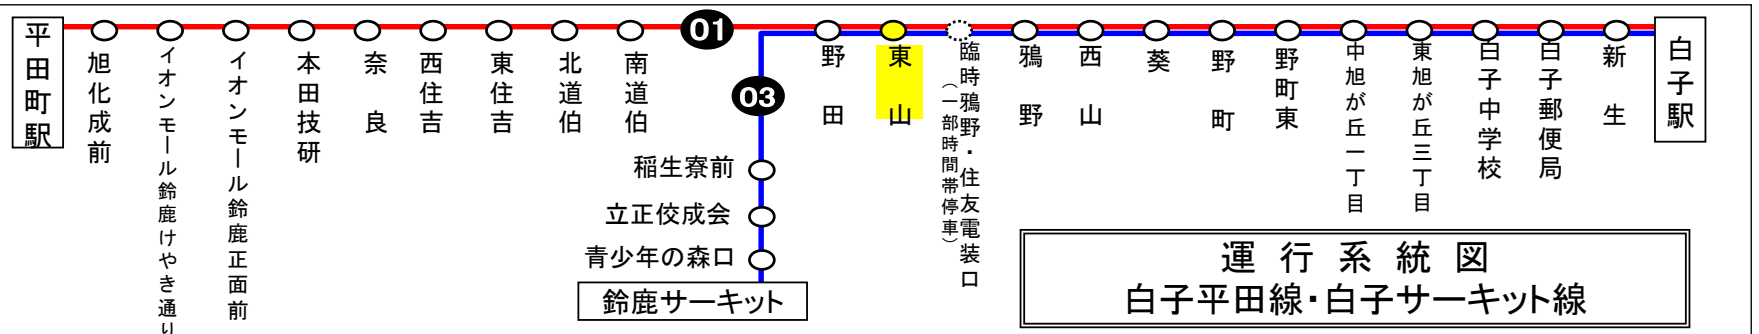 平田町駅
旭化成前
イオンモール鈴鹿けやき通り
イオンモール鈴鹿正面前
本田技研
奈良
西住吉
東住吉
北道伯
南道伯
01
03
野田
東山
臨時鴉野・住友電装口
（一部時間帯停車）
鴉野
西山
葵
野町
野町東
中旭が丘一丁目
東旭が丘三丁目
白子中学校
白子郵便局
新生
白子駅
稲生寮前
立正佼成会
青少年の森口
鈴鹿サーキット
運行系統図
白子平田線・白子サーキット線